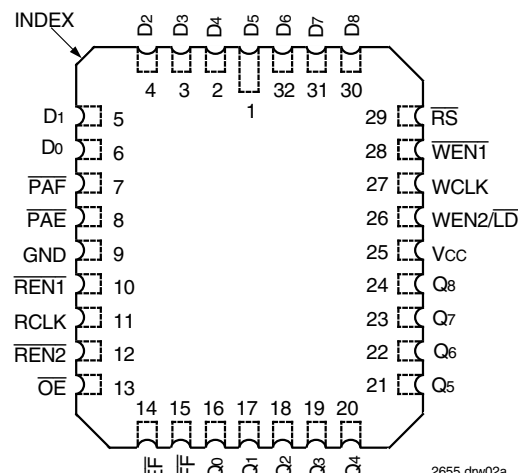 INDEX
D2 D3 D4 D5 D6 D7 D8
4 3 2 1 32 31 30
D1 5
D0 6
PAF 7
PAE 8
GND 9
REN1 10
RCLK 11
REN2 12
OE 13
29 RS
28 WEN1
27 WCLK
26 WEN2/LD
25 VCC
24 Q8
23 Q7
22 Q6
21 Q5
14 15 16 17 18 19 20
EF FF Q0 Q1 Q2 Q3 Q4
2655 drw02a